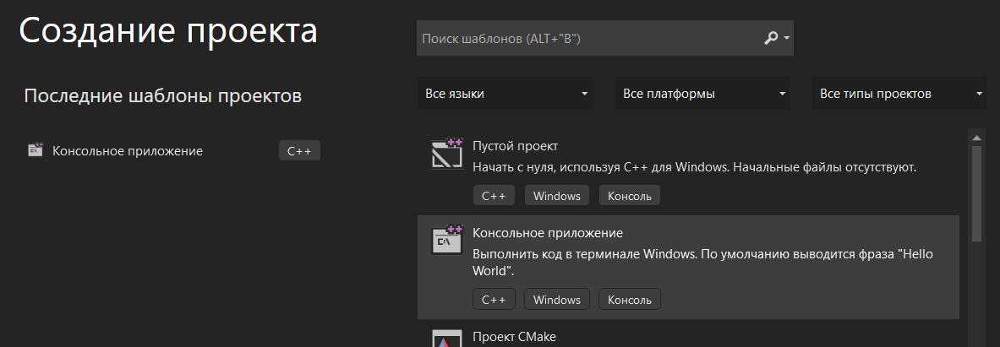 Создание проекта
Поиск шаблонов (ALT+"В")
Последние шаблоны проектов
Все языки
Все платформы
Все типы проектов
Консольное приложение
C++
Пустой проект
Начать с нуля, используя C++ для Windows. Начальные файлы отсутствуют.
C++ Windows Консоль
Консольное приложение
Выполнить код в терминале Windows. По умолчанию выводится фраза "Hello
World".
C++ Windows Консоль
Проект CMake